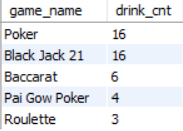 game_name drink_cnt
Poker 16
Black Jack 21 16
Baccarat 6
Pai Gow Poker 4
Roulette 3